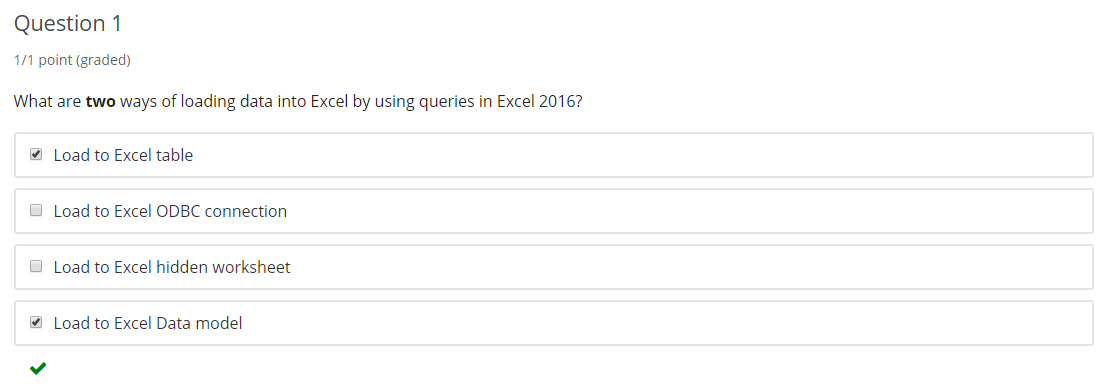 Question 1
1/1 point (graded)
What are two ways of loading data into Excel by using queries in Excel 2016?
Load to Excel table
Load to Excel ODBC connection
Load to Excel hidden worksheet
Load to Excel Data model